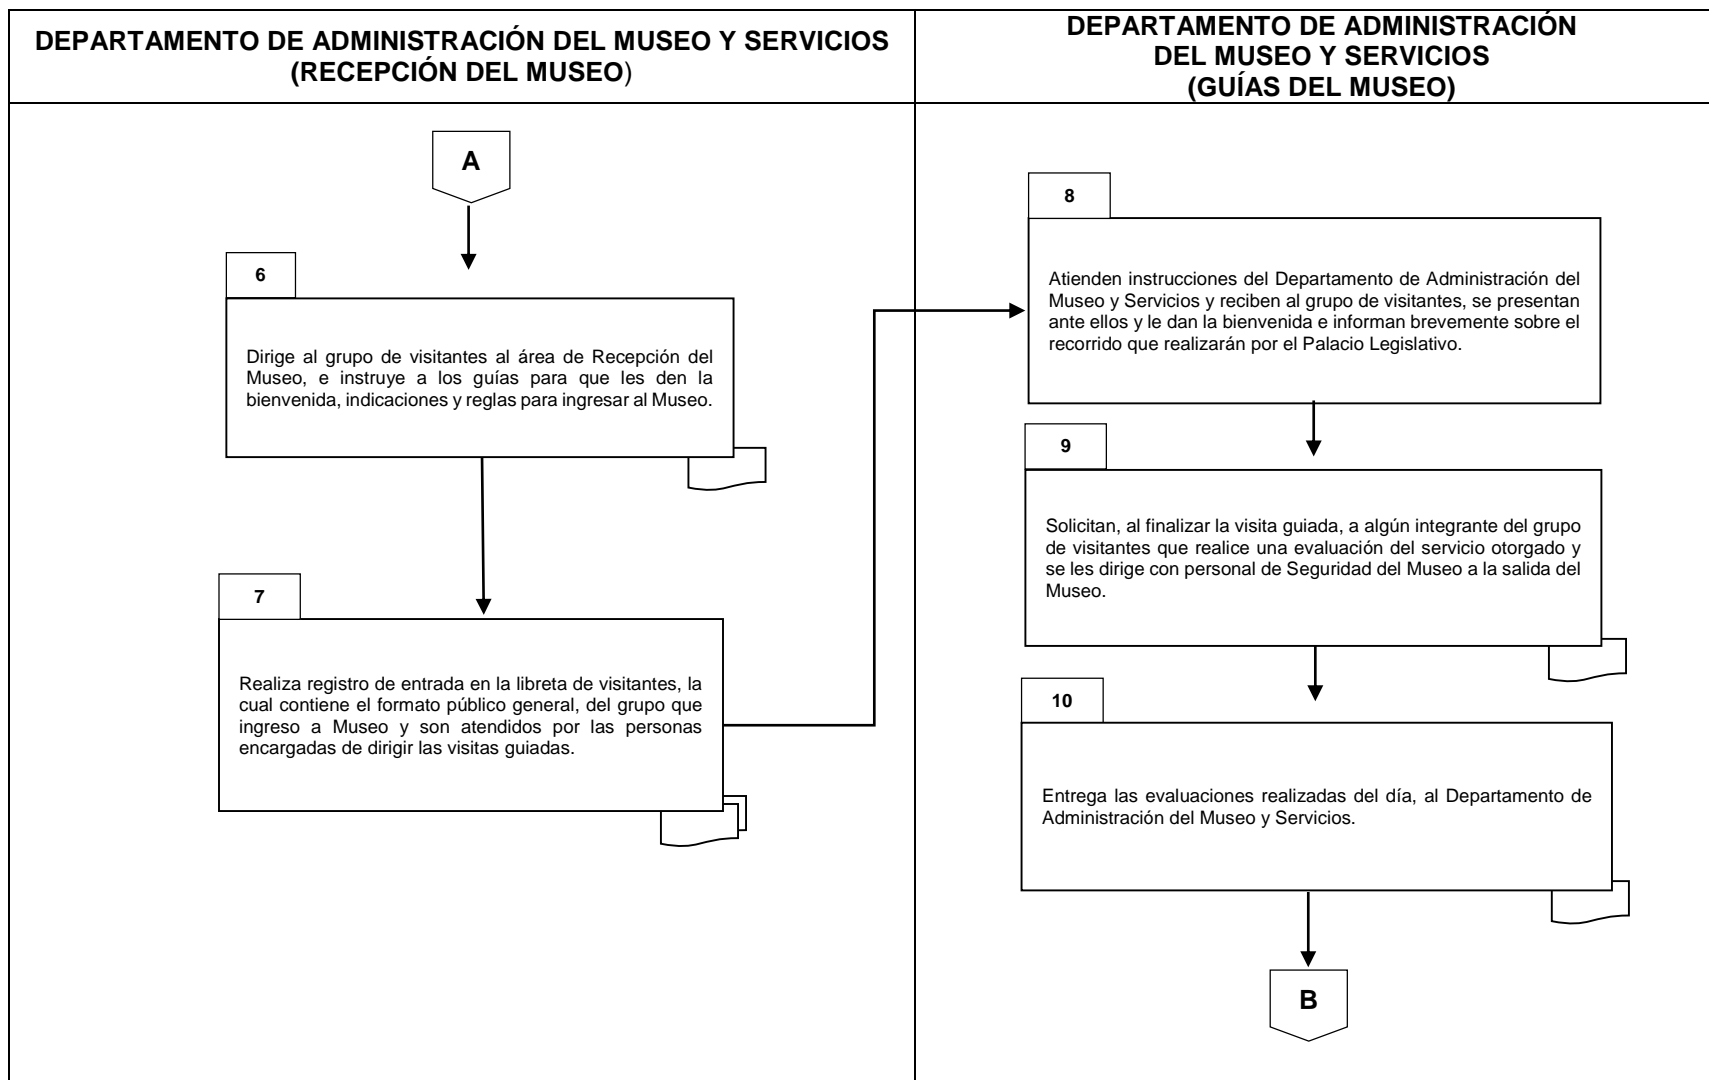 DEPARTAMENTO DE ADMINISTRACIÓN DEL MUSEO Y SERVICIOS
(RECEPCIÓN DEL MUSEO)
DEPARTAMENTO DE ADMINISTRACIÓN
DEL MUSEO Y SERVICIOS
(GUÍAS DEL MUSEO)
A
6
Dirige al grupo de visitantes al área de Recepción del
Museo, e instruye a los guías para que les den la
bienvenida, indicaciones y reglas para ingresar al Museo.
7
Realiza registro de entrada en la libreta de visitantes, la
cual contiene el formato público general, del grupo que
ingreso a Museo y son atendidos por las personas
encargadas de dirigir las visitas guiadas.
8
Atienden instrucciones del Departamento de Administración del
Museo y Servicios y reciben al grupo de visitantes, se presentan
ante ellos y le dan la bienvenida e informan brevemente sobre el
recorrido que realizarán por el Palacio Legislativo.
9
Solicitan, al finalizar la visita guiada, a algún integrante del grupo
de visitantes que realice una evaluación del servicio otorgado y
se les dirige con personal de Seguridad del Museo a la salida del
Museo.
10
Entrega las evaluaciones realizadas del día, al Departamento de
Administración del Museo y Servicios.
B